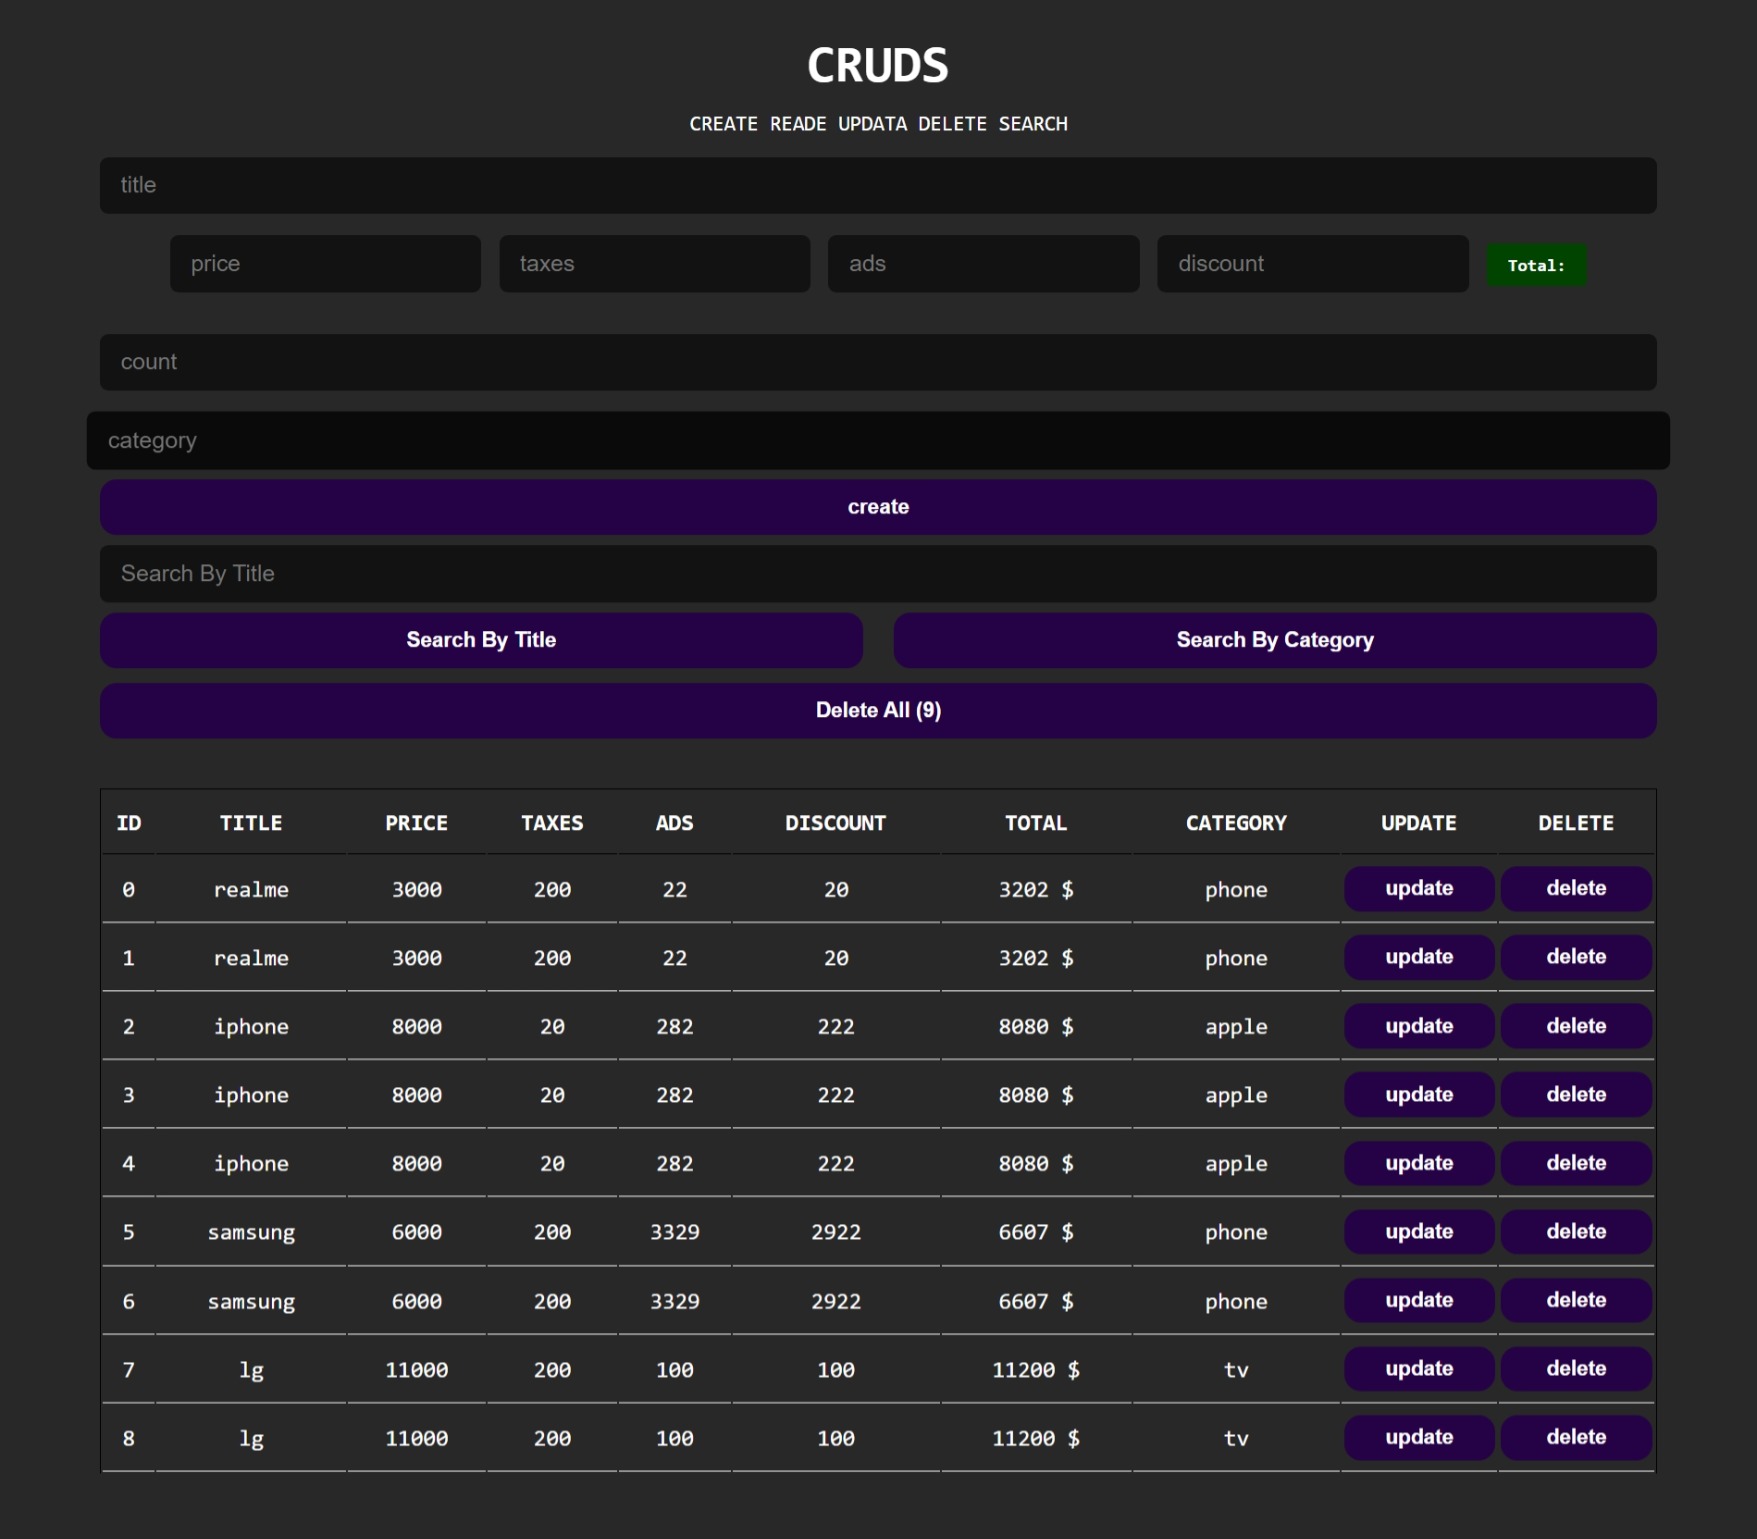 CRUDS
CREATE READE UPDATA DELETE SEARCH
title
price taxes ads discount Total:
count
category
create
Search By Title
Search By Title Search By Category
Delete All (9)
ID TITLE PRICE TAXES ADS DISCOUNT TOTAL CATEGORY UPDATE DELETE
0 realme 3000 200 22 20 3202 $ phone update delete
1 realme 3000 200 22 20 3202 $ phone update delete
2 iphone 8000 20 282 222 8080 $ apple update delete
3 iphone 8000 20 282 222 8080 $ apple update delete
4 iphone 8000 20 282 222 8080 $ apple update delete
5 samsung 6000 200 3329 2922 6607 $ phone update delete
6 samsung 6000 200 3329 2922 6607 $ phone update delete
7 lg 11000 200 100 100 11200 $ tv update delete
8 lg 11000 200 100 100 11200 $ tv update delete